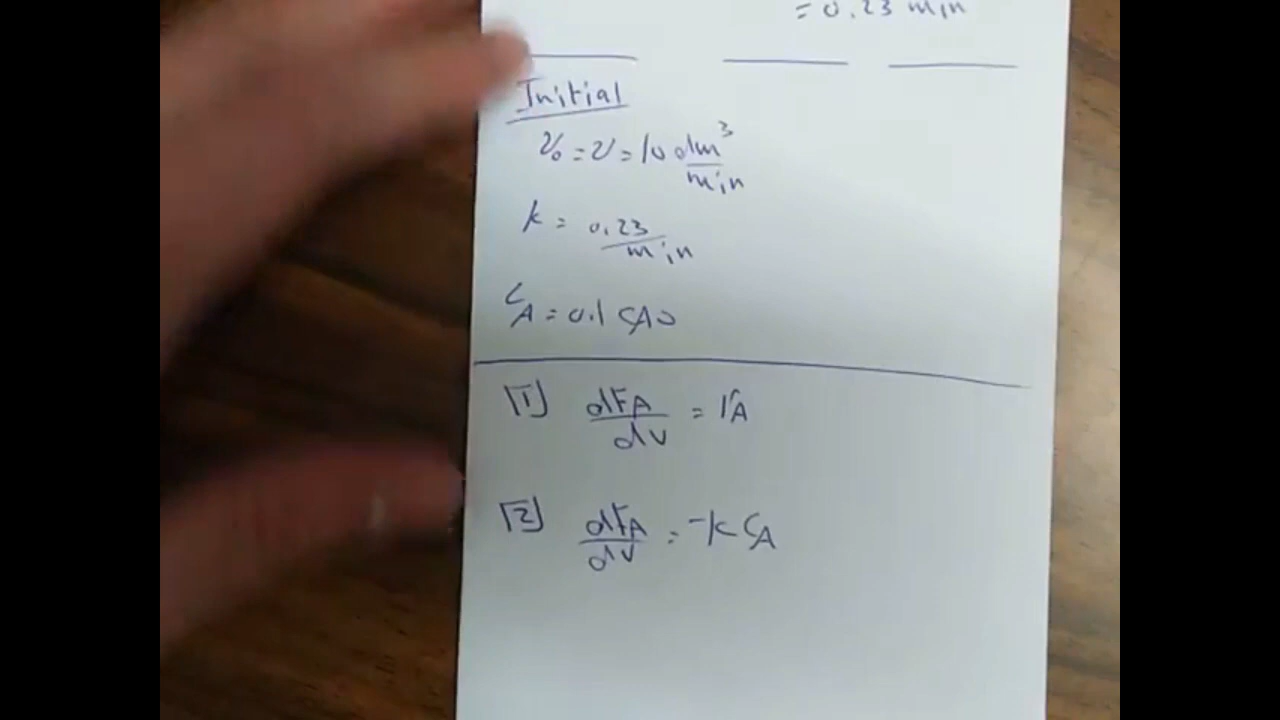 = 0.23 min
Initial
v₀ = v = 10 dm³/min
k = 0.23/min
C_A = 0.1 C_A0
[1] dF_A/dV = r_A
[2] dF_A/dV = -k C_A